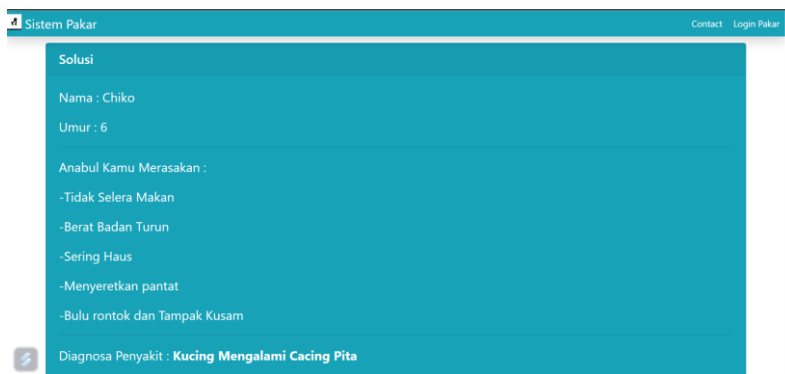 Sistem Pakar
Contact Login Pakar
Solusi
Nama : Chiko
Umur : 6
Anabul Kamu Merasakan :
-Tidak Selera Makan
-Berat Badan Turun
-Sering Haus
-Menyeretkan pantat
-Bulu rontok dan Tampak Kusam
Diagnosa Penyakit : Kucing Mengalami Cacing Pita